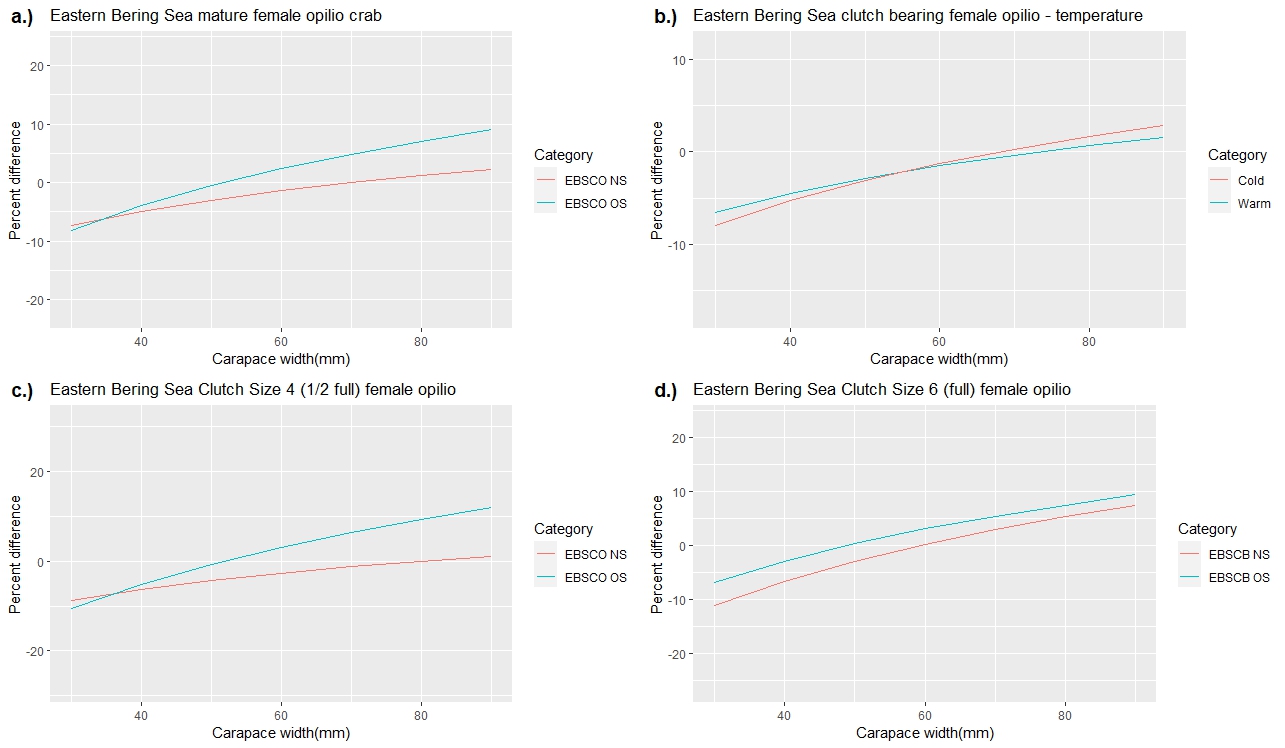 a.) Eastern Bering Sea mature female opilio crab
20
10
0
-10
-20
Percent difference
40 60 80
Carapace width(mm)
Category
EBSCO NS
EBSCO OS
b.) Eastern Bering Sea clutch bearing female opilio - temperature
10
0
-10
Percent difference
40 60 80
Carapace width(mm)
Category
Cold
Warm
c.) Eastern Bering Sea Clutch Size 4 (1/2 full) female opilio
20
0
-20
Percent difference
40 60 80
Carapace width(mm)
Category
EBSCO NS
EBSCO OS
d.) Eastern Bering Sea Clutch Size 6 (full) female opilio
20
10
0
-10
-20
Percent difference
40 60 80
Carapace width(mm)
Category
EBSCB NS
EBSCB OS